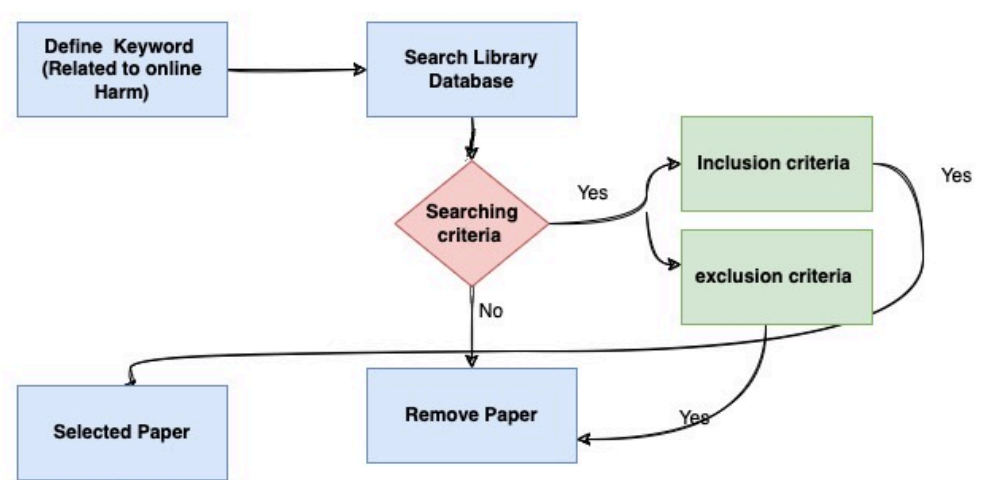 Define Keyword
(Related to online
Harm)
Search Library
Database
Searching
criteria
Yes
Inclusion criteria
Yes
exclusion criteria
No
Selected Paper
Remove Paper
Yes